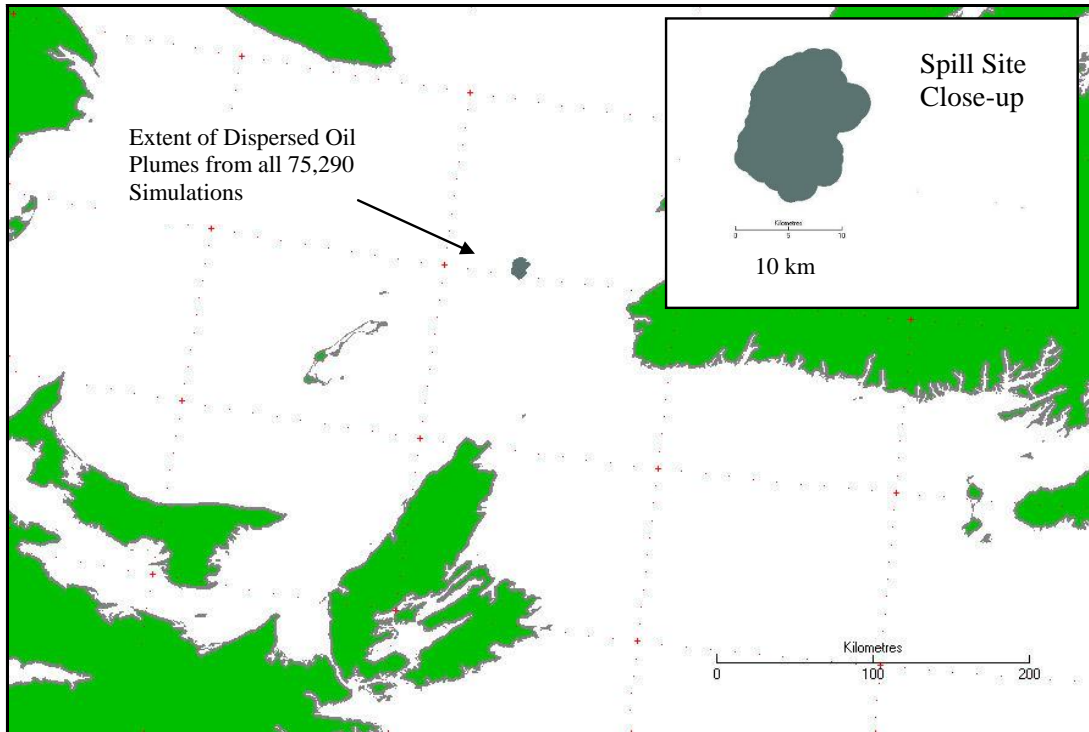 Extent of Dispersed Oil
Plumes from all 75,290
Simulations
Spill Site
Close-up
Kilometres
0 5 10
10 km
Kilometres
0 100 200